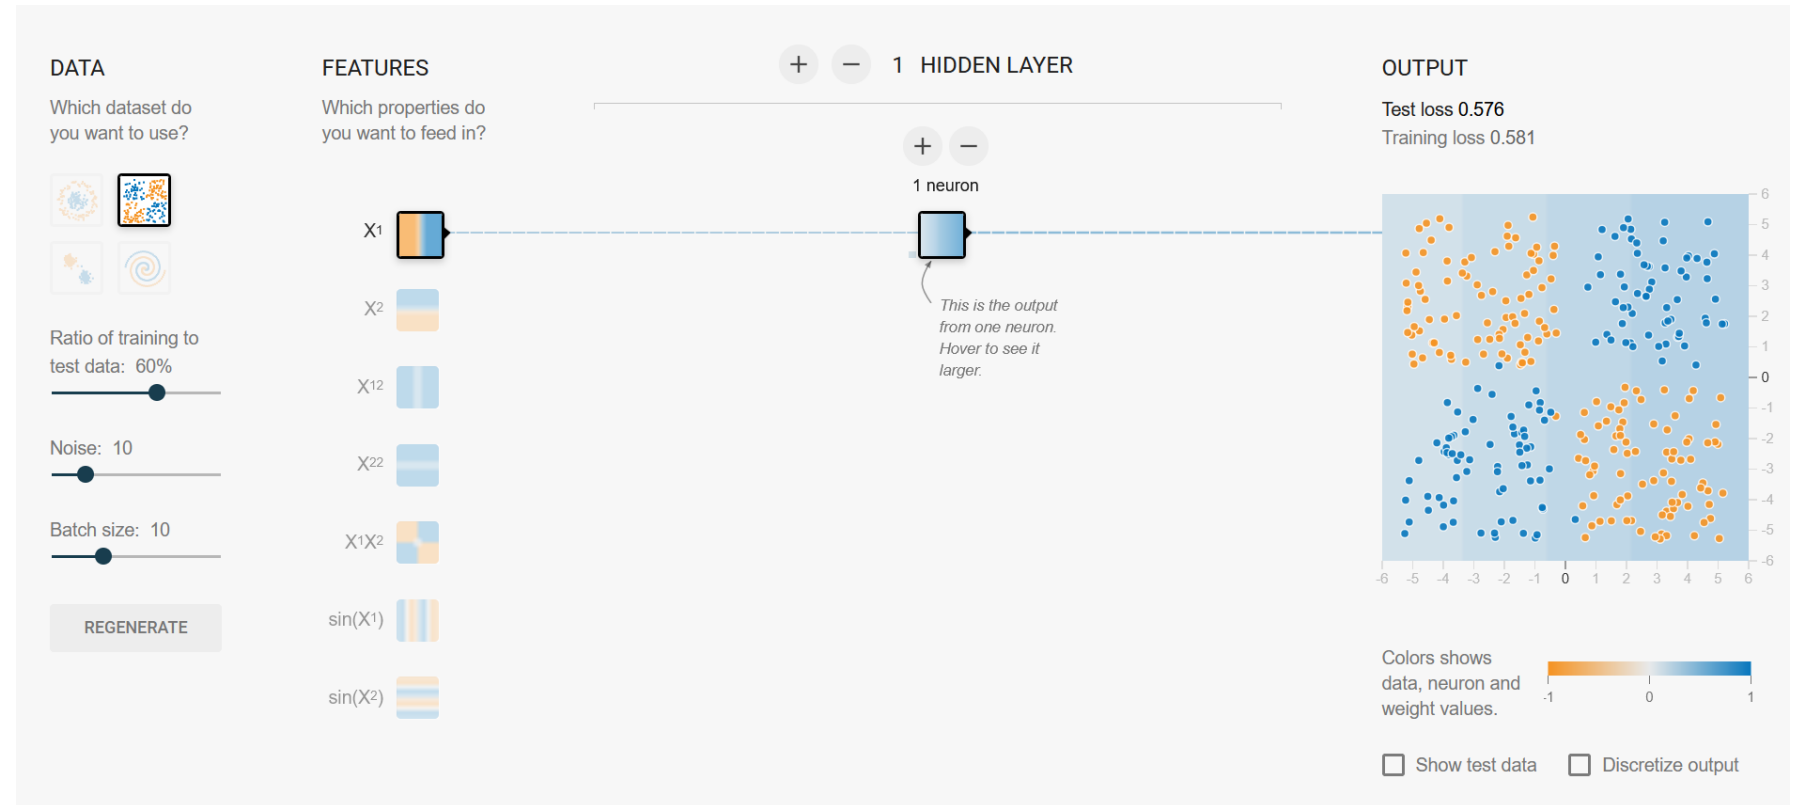 DATA
Which dataset do
you want to use?
Ratio of training to
test data: 60%
Noise: 10
Batch size: 10
REGENERATE
FEATURES
Which properties do
you want to feed in?
X1
X2
X12
X22
X1X2
sin(X1)
sin(X2)
+ − 1 HIDDEN LAYER
+ −
1 neuron
This is the output
from one neuron.
Hover to see it
larger.
OUTPUT
Test loss 0.576
Training loss 0.581
6
5
4
3
2
1
0
-1
-2
-3
-4
-5
-6
-6 -5 -4 -3 -2 -1 0 1 2 3 4 5 6
Colors shows
data, neuron and
weight values.
-1 0 1
Show test data Discretize output